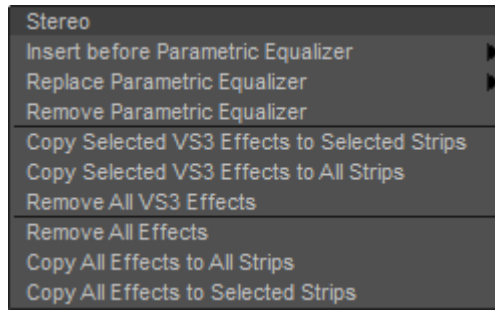 Stereo
Insert before Parametric Equalizer
Replace Parametric Equalizer
Remove Parametric Equalizer
Copy Selected VS3 Effects to Selected Strips
Copy Selected VS3 Effects to All Strips
Remove All VS3 Effects
Remove All Effects
Copy All Effects to All Strips
Copy All Effects to Selected Strips